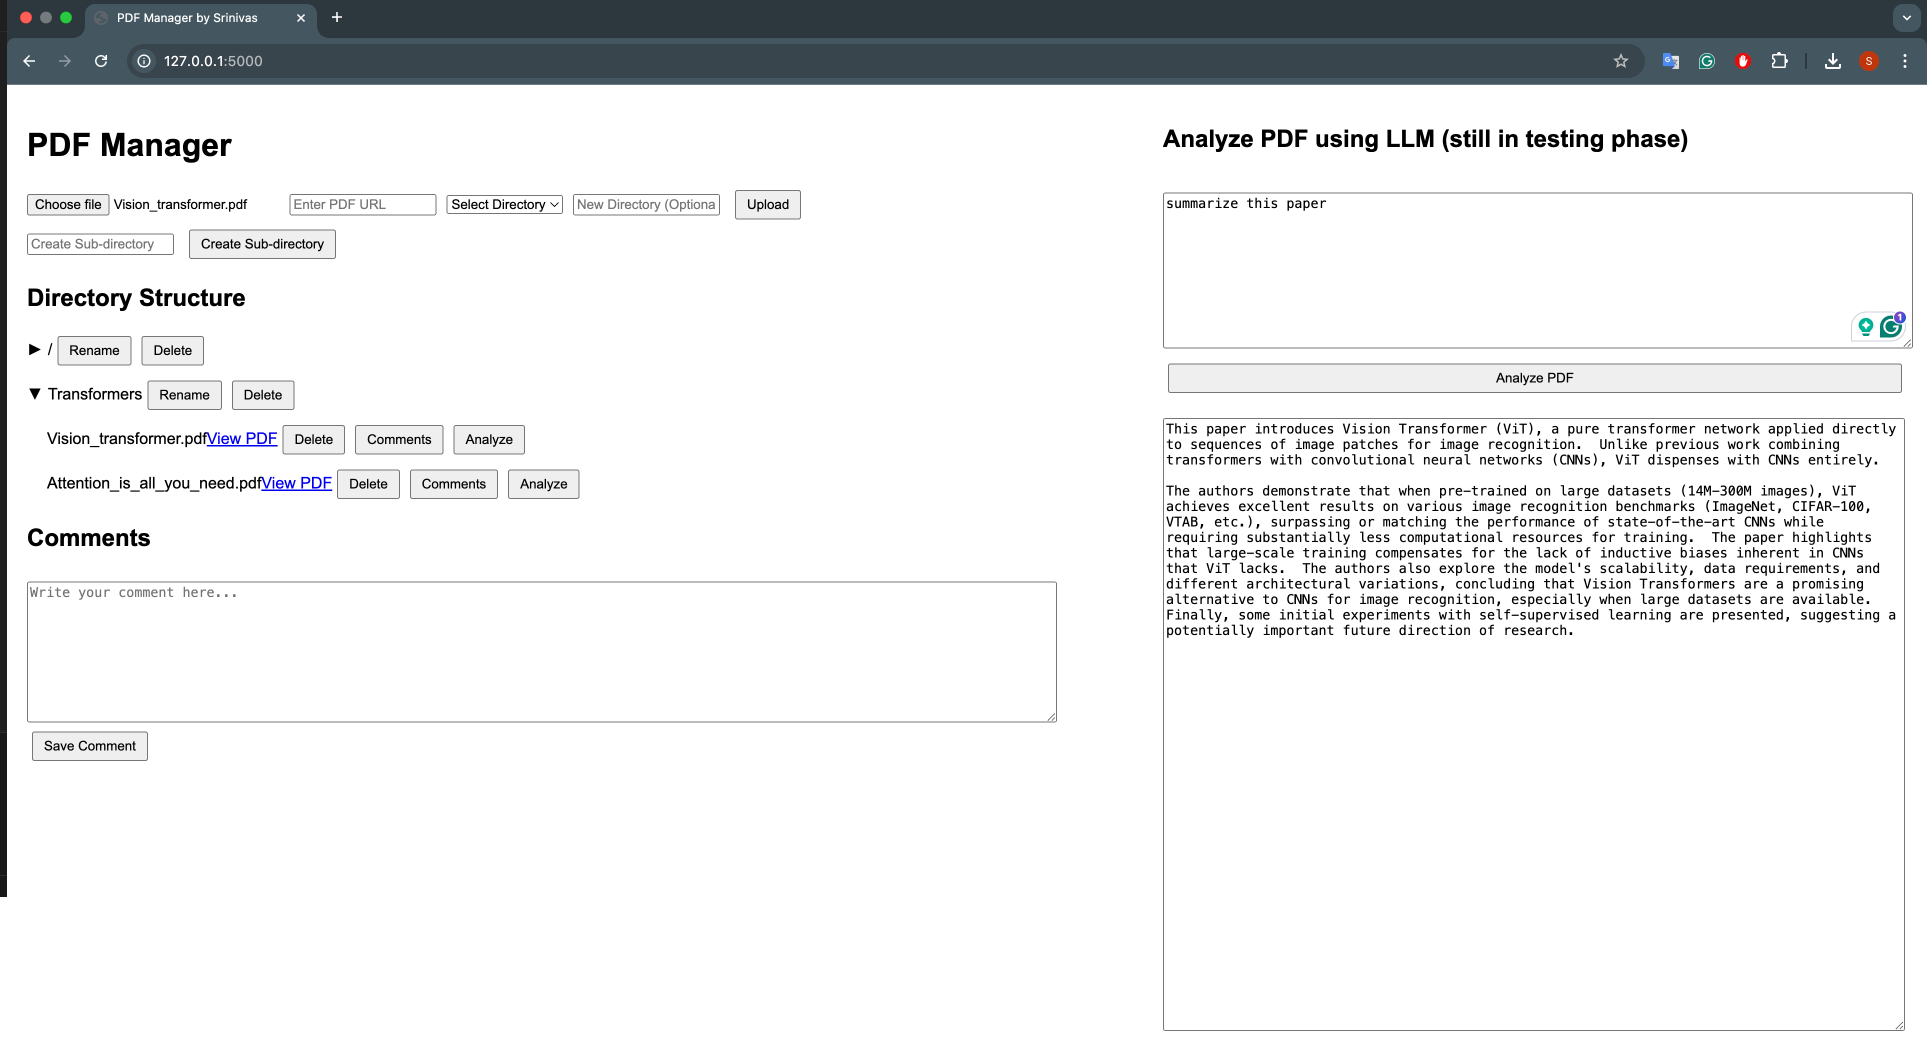 PDF Manager by Srinivas
127.0.0.1:5000
S
PDF Manager
Choose file Vision_transformer.pdf Enter PDF URL Select Directory New Directory (Optiona Upload
Create Sub-directory Create Sub-directory
Directory Structure
/ Rename Delete
Transformers Rename Delete
Vision_transformer.pdfView PDF Delete Comments Analyze
Attention_is_all_you_need.pdfView PDF Delete Comments Analyze
Comments
Write your comment here...
Save Comment
Analyze PDF using LLM (still in testing phase)
summarize this paper
1
Analyze PDF
This paper introduces Vision Transformer (ViT), a pure transformer network applied directly
to sequences of image patches for image recognition.  Unlike previous work combining
transformers with convolutional neural networks (CNNs), ViT dispenses with CNNs entirely.
The authors demonstrate that when pre-trained on large datasets (14M-300M images), ViT
achieves excellent results on various image recognition benchmarks (ImageNet, CIFAR-100,
VTAB, etc.), surpassing or matching the performance of state-of-the-art CNNs while
requiring substantially less computational resources for training.  The paper highlights
that large-scale training compensates for the lack of inductive biases inherent in CNNs
that ViT lacks.  The authors also explore the model's scalability, data requirements, and
different architectural variations, concluding that Vision Transformers are a promising
alternative to CNNs for image recognition, especially when large datasets are available.
Finally, some initial experiments with self-supervised learning are presented, suggesting a
potentially important future direction of research.